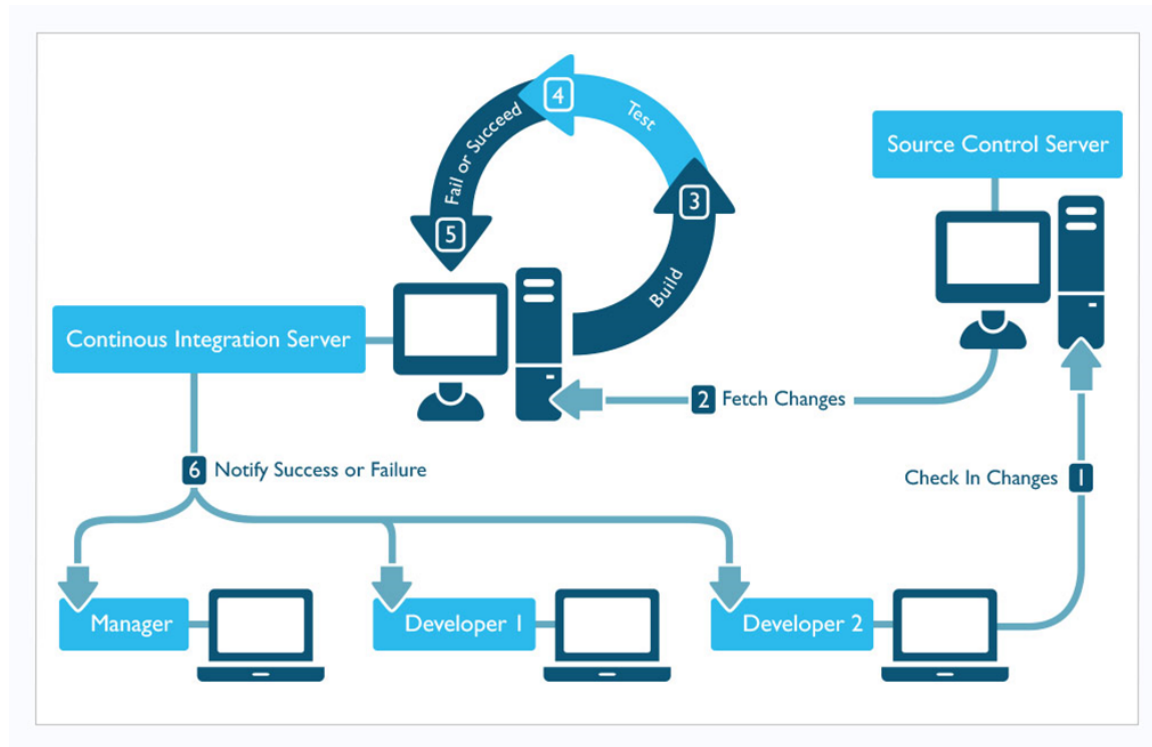 4
Test
Fail or Succeed
Source Control Server
3
5
Build
Continous Integration Server
2 Fetch Changes
6 Notify Success or Failure
Check In Changes 1
Manager
Developer 1
Developer 2